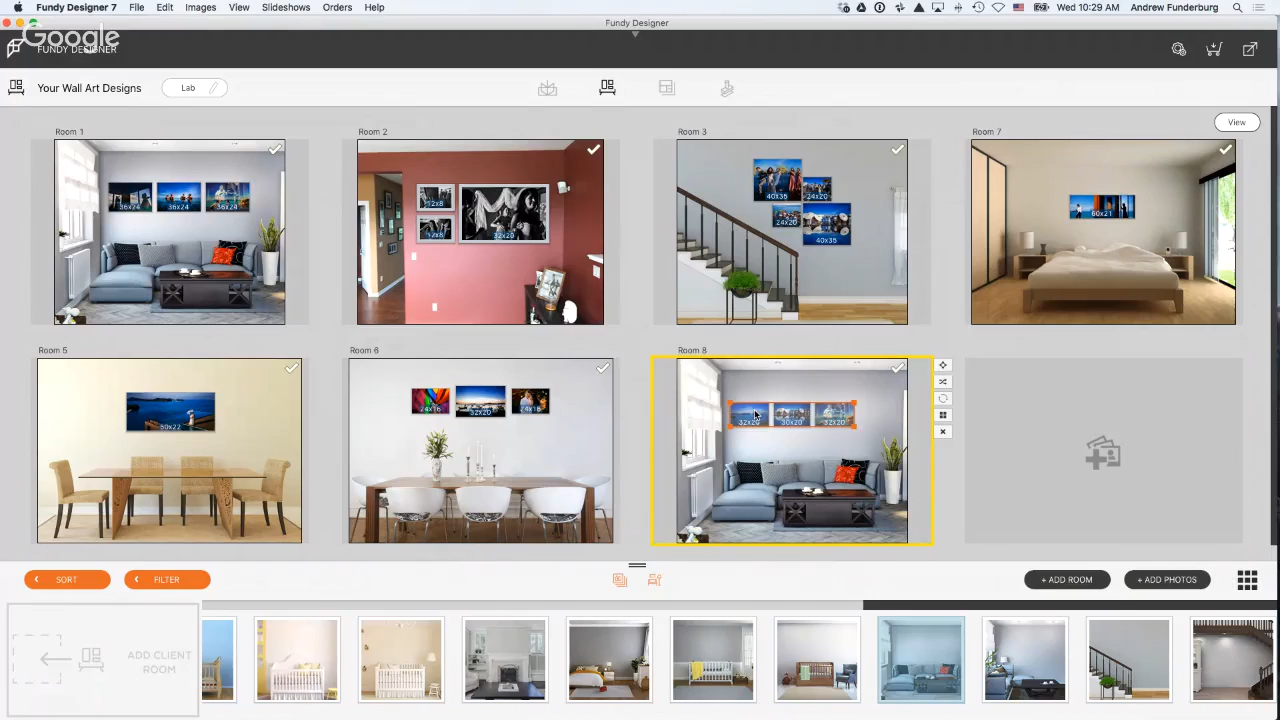 Fundy Designer 7 File Edit Images View Slideshows Orders Help
Wed 10:29 AM Andrew Funderburg
Fundy Designer
Google
FUNDY DESIGNER
Your Wall Art Designs
Lab
View
Room 1
Room 2
Room 3
Room 7
36x24 36x24 36x24
12x8
12x8
32x20
40x35
24x20
24x20
40x35
60x21
Room 5
Room 6
Room 8
50x22
24x16 32x20 24x16
32x20 30x20 32x20
SORT
FILTER
+ ADD ROOM
+ ADD PHOTOS
ADD CLIENT
ROOM